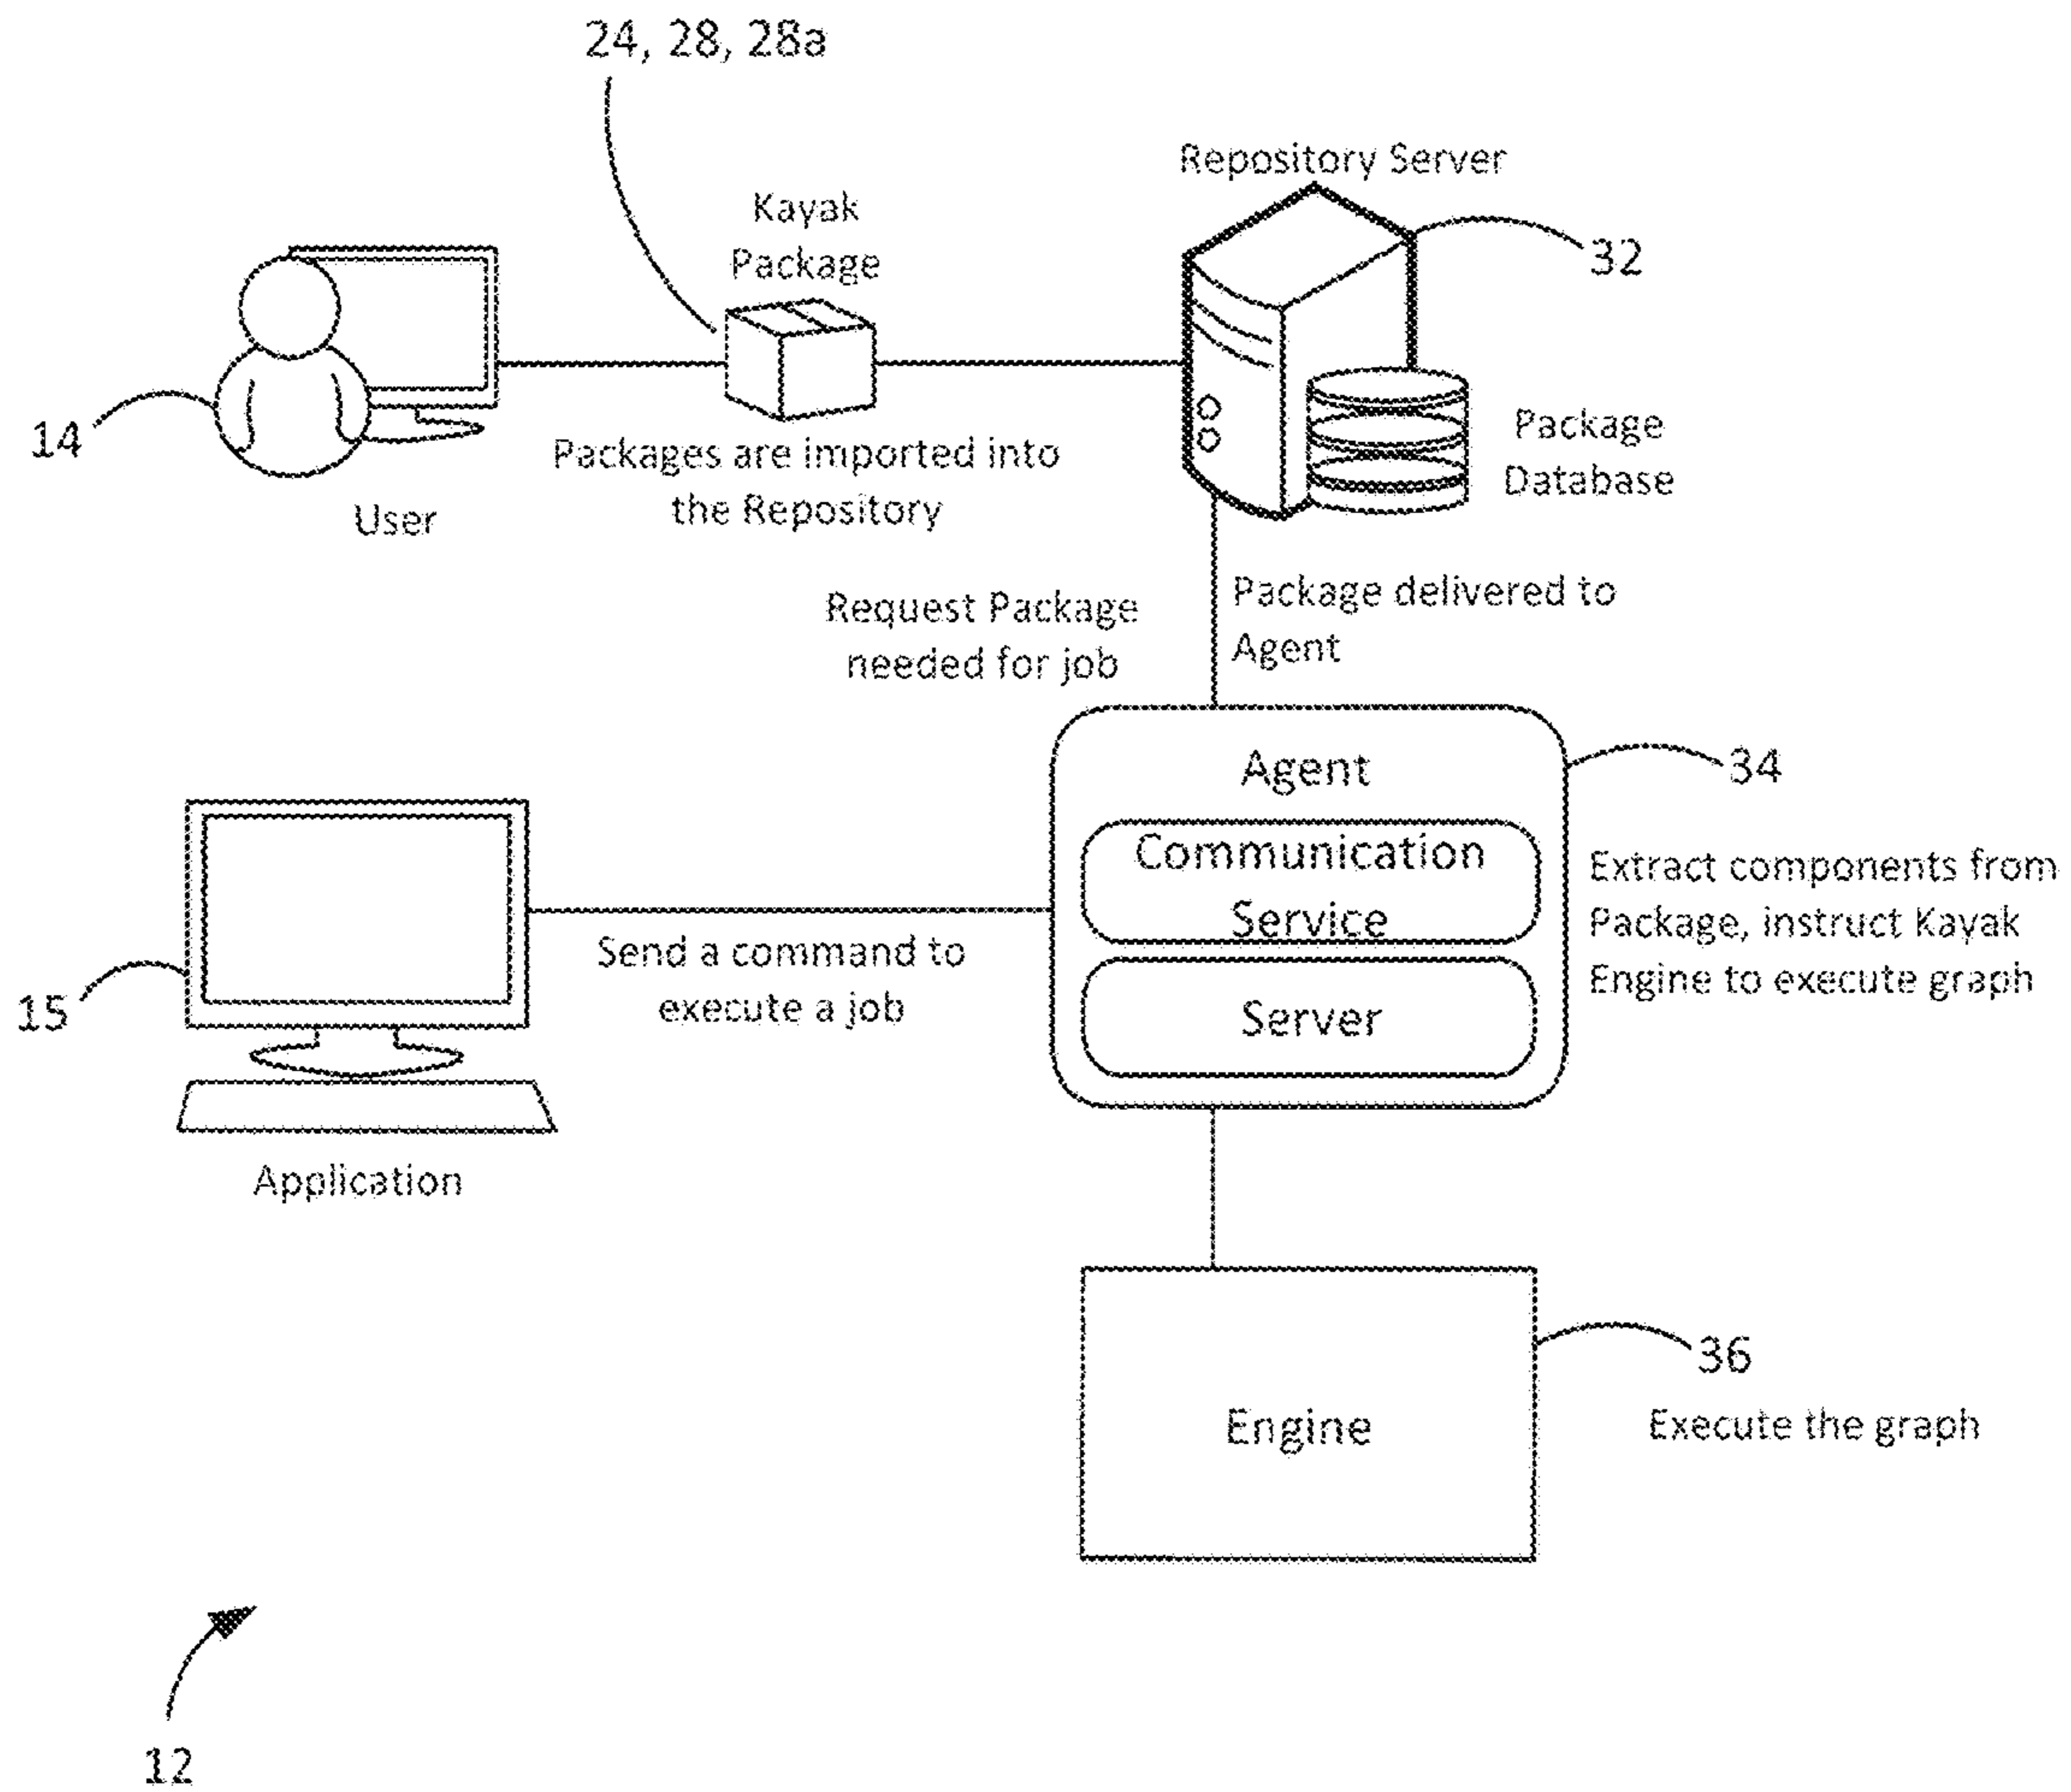 24, 28, 28a
Repository Server
32
Kayak
Package
14
User
Packages are imported into
the Repository
Package
Database
Request Package
needed for job
Package delivered to
Agent
Agent
34
Communication
Service
Server
Extract components from
Package, instruct Kayak
Engine to execute graph
15
Send a command to
execute a job
Application
Engine
36
Execute the graph
12